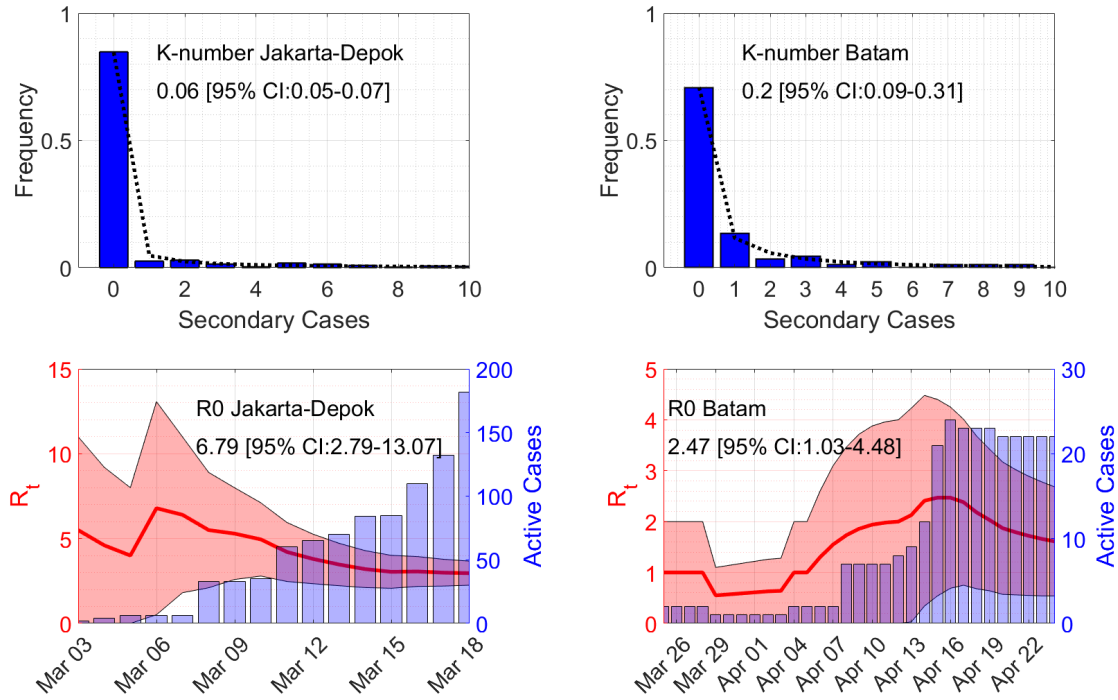 K-number Jakarta-Depok
0.06 [95% CI:0.05-0.07]
Frequency
1
0.5
0
0 2 4 6 8 10
Secondary Cases
K-number Batam
0.2 [95% CI:0.09-0.31]
Frequency
1
0.5
0
0 1 2 3 4 5 6 7 8 9 10
Secondary Cases
R0 Jakarta-Depok
6.79 [95% CI:2.79-13.07]
Rt
15
10
5
0
Active Cases
200
150
100
50
0
Mar 03 Mar 06 Mar 09 Mar 12 Mar 15 Mar 18
R0 Batam
2.47 [95% CI:1.03-4.48]
Rt
5
4
3
2
1
0
Active Cases
30
20
10
0
Mar 26 Mar 29 Apr 01 Apr 04 Apr 07 Apr 10 Apr 13 Apr 16 Apr 19 Apr 22